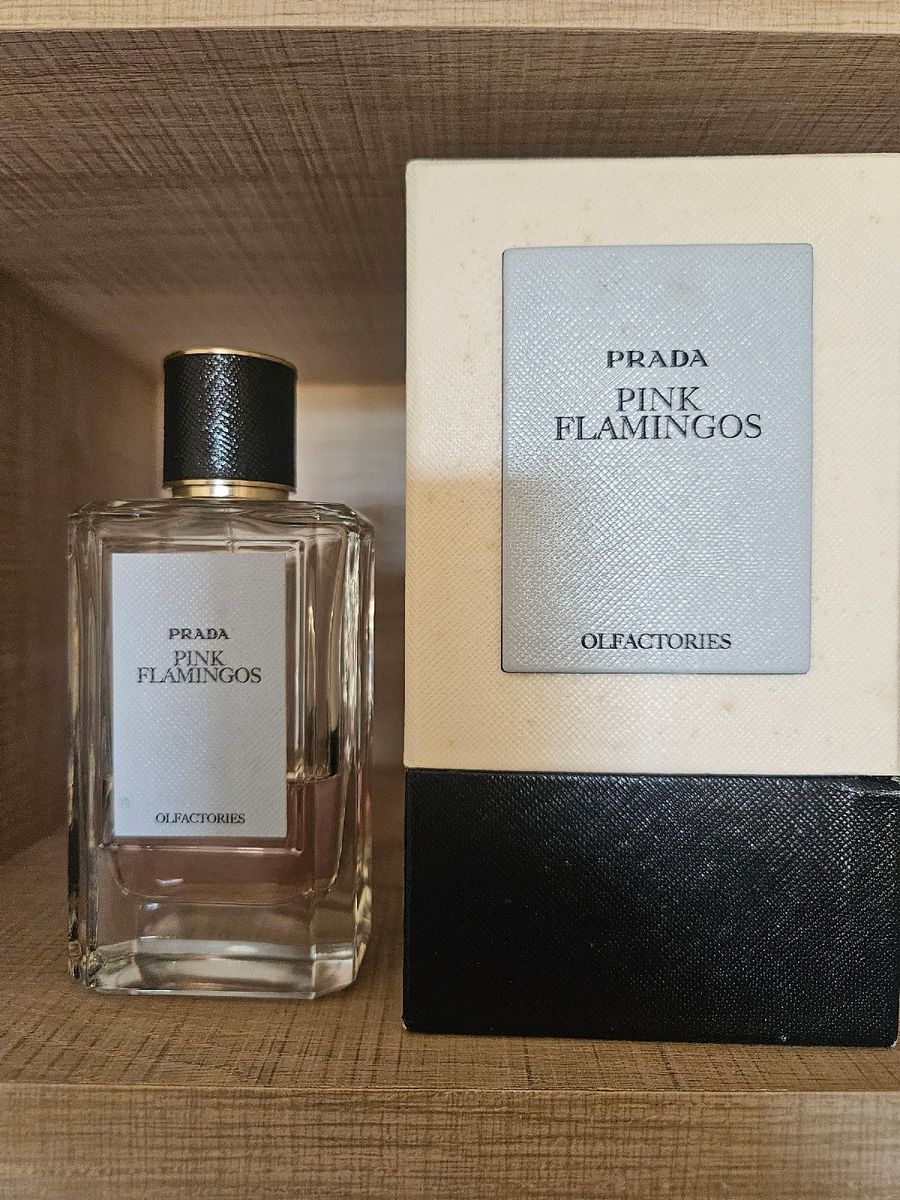 PRADA
PINK
FLAMINGOS
OLFACTORIES
PRADA
PINK
FLAMINGOS
OLFACTORIES